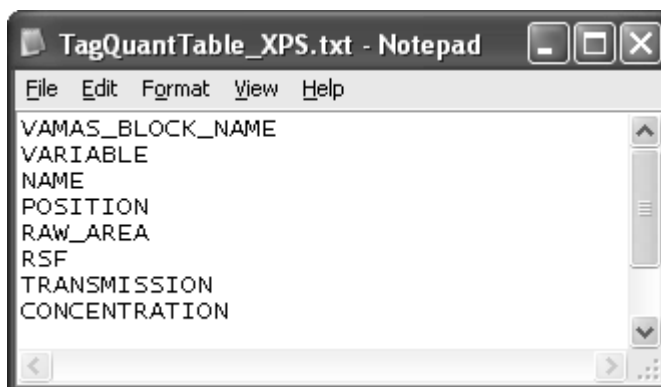 TagQuantTable_XPS.txt - Notepad
File Edit Format View Help
VAMAS_BLOCK_NAME
VARIABLE
NAME
POSITION
RAW_AREA
RSF
TRANSMISSION
CONCENTRATION